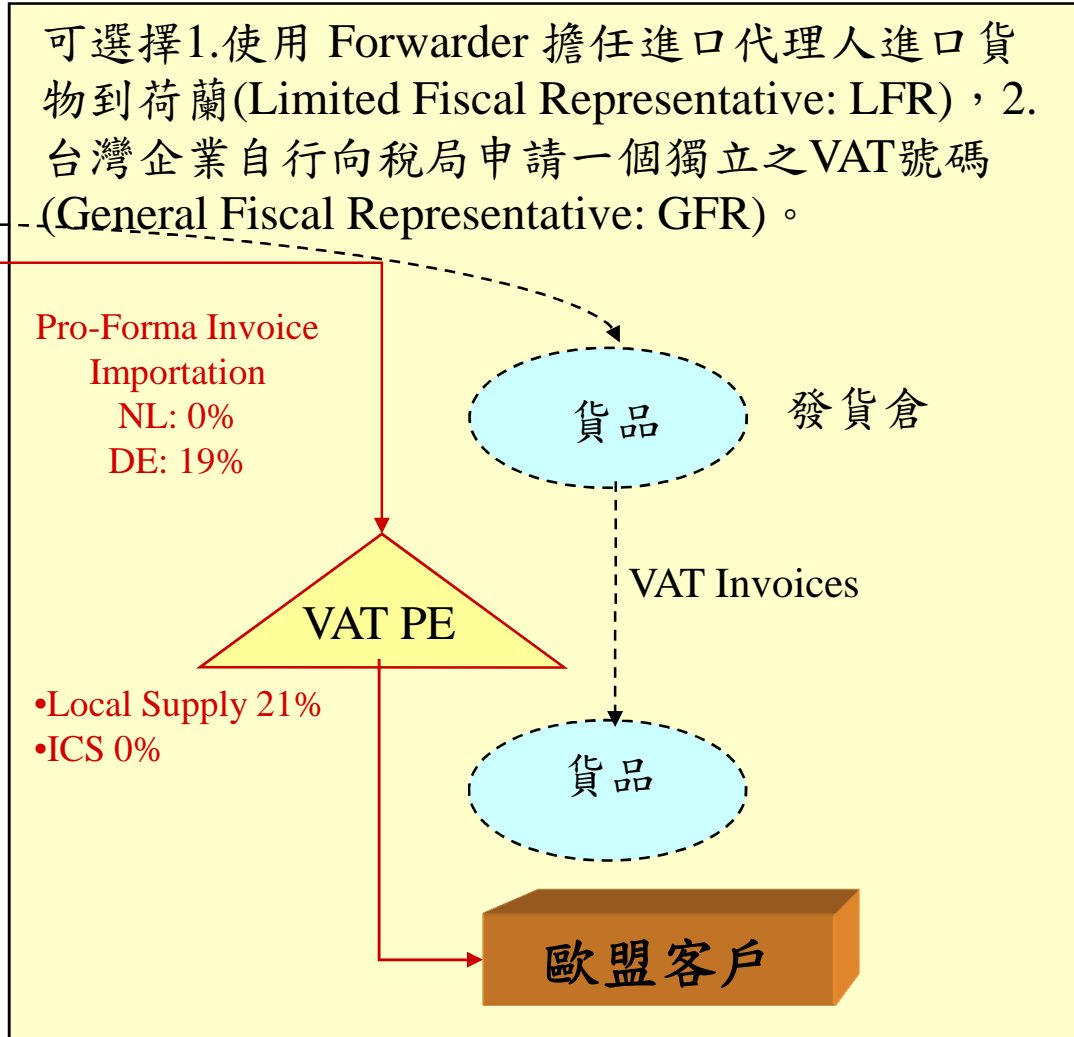 可選擇1.使用 Forwarder 擔任進口代理人進口貨
物到荷蘭(Limited Fiscal Representative: LFR)，2.
台灣企業自行向稅局申請一個獨立之VAT號碼
(General Fiscal Representative: GFR)。
Pro-Forma Invoice
Importation
NL: 0%
DE: 19%
貨品
發貨倉
VAT Invoices
VAT PE
•Local Supply 21%
•ICS 0%
貨品
歐盟客戶